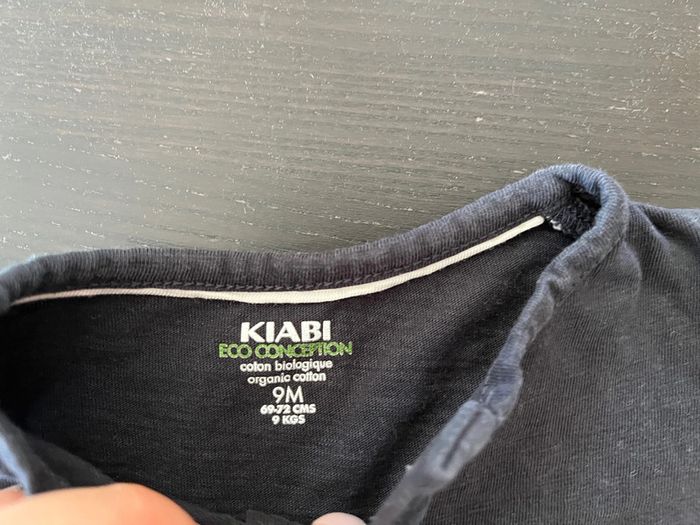 KIABI
ECO CONCEPTION
coton biologique
organic cotton
9M
69-72 CMS
9 KGS